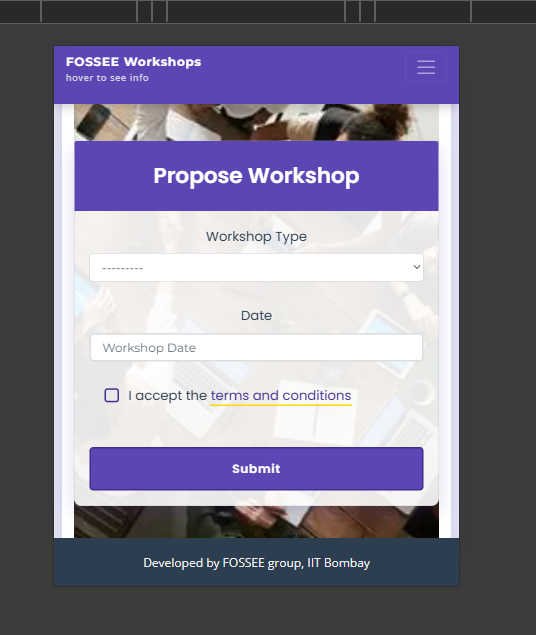 FOSSEE Workshops
hover to see info
Propose Workshop
Workshop Type
---------
Date
Workshop Date
I accept the terms and conditions
Submit
Developed by FOSSEE group, IIT Bombay